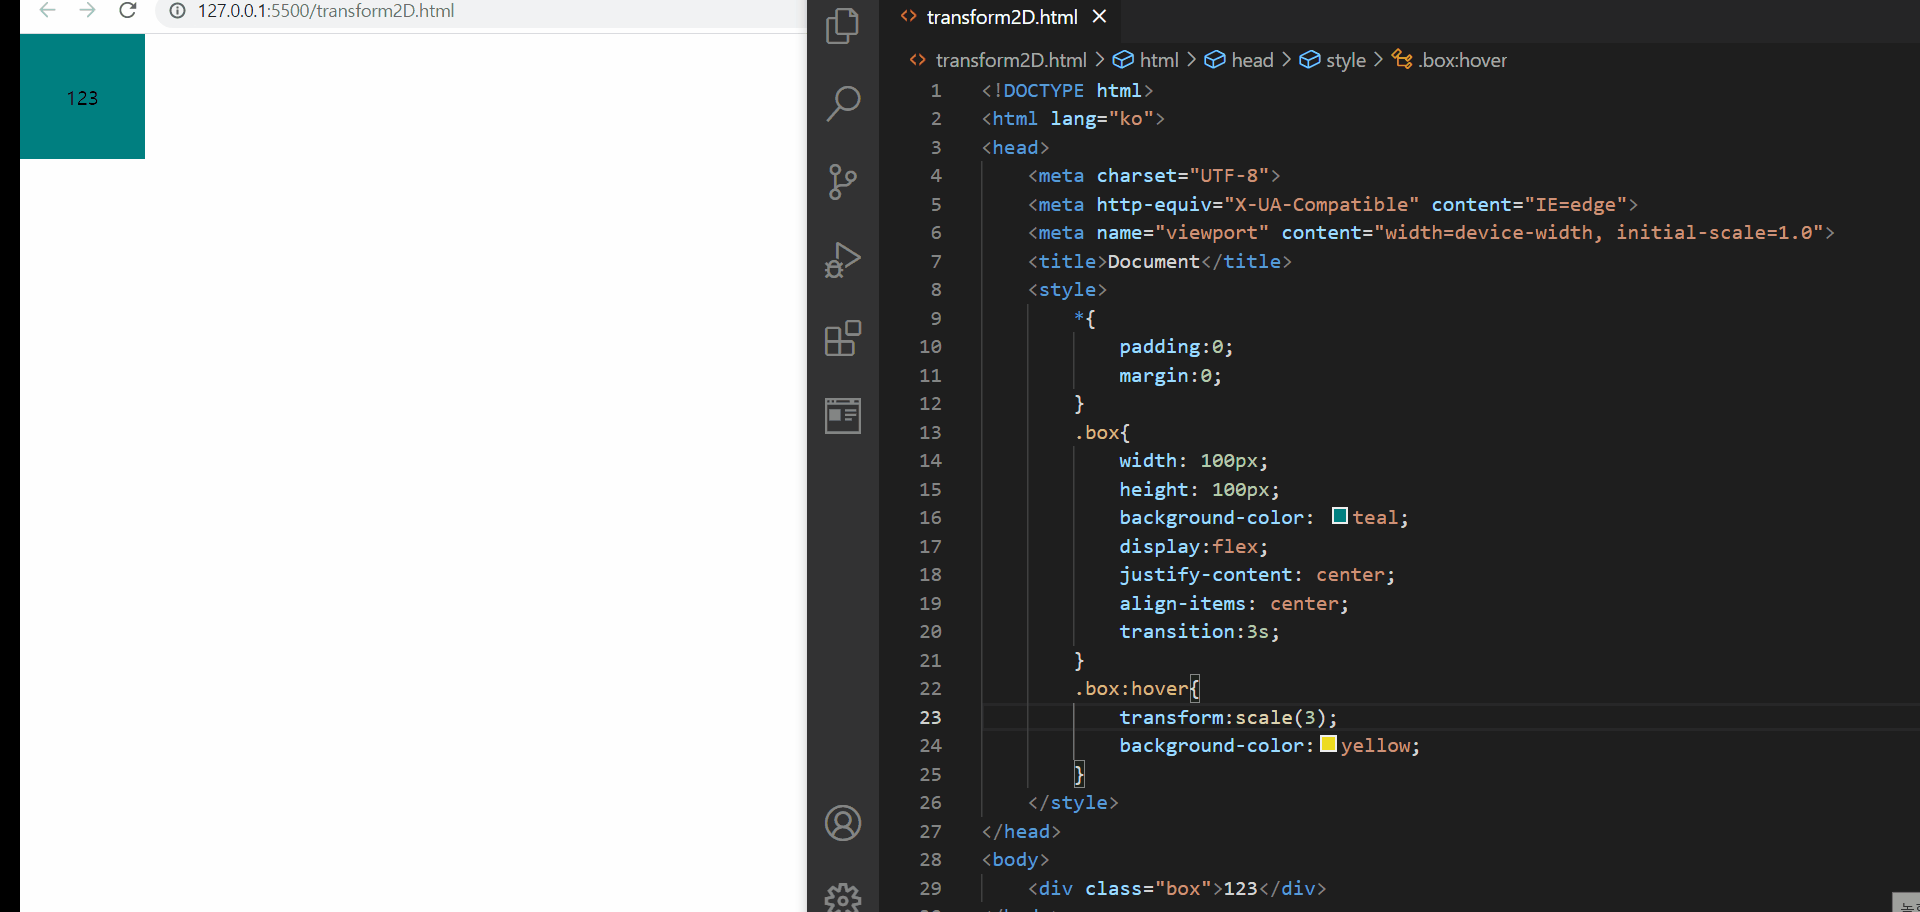 127.0.0.1:5500/transform2D.html
123
transform2D.html
transform2D.html > html > head > style > .box:hover
1 <!DOCTYPE html>
2 <html lang="ko">
3 <head>
4 <meta charset="UTF-8">
5 <meta http-equiv="X-UA-Compatible" content="IE=edge">
6 <meta name="viewport" content="width=device-width, initial-scale=1.0">
7 <title>Document</title>
8 <style>
9 *{
10 padding:0;
11 margin:0;
12 }
13 .box{
14 width: 100px;
15 height: 100px;
16 background-color: teal;
17 display:flex;
18 justify-content: center;
19 align-items: center;
20 transition:3s;
21 }
22 .box:hover{
23 transform:scale(3);
24 background-color:yellow;
25 }
26 </style>
27 </head>
28 <body>
29 <div class="box">123</div>